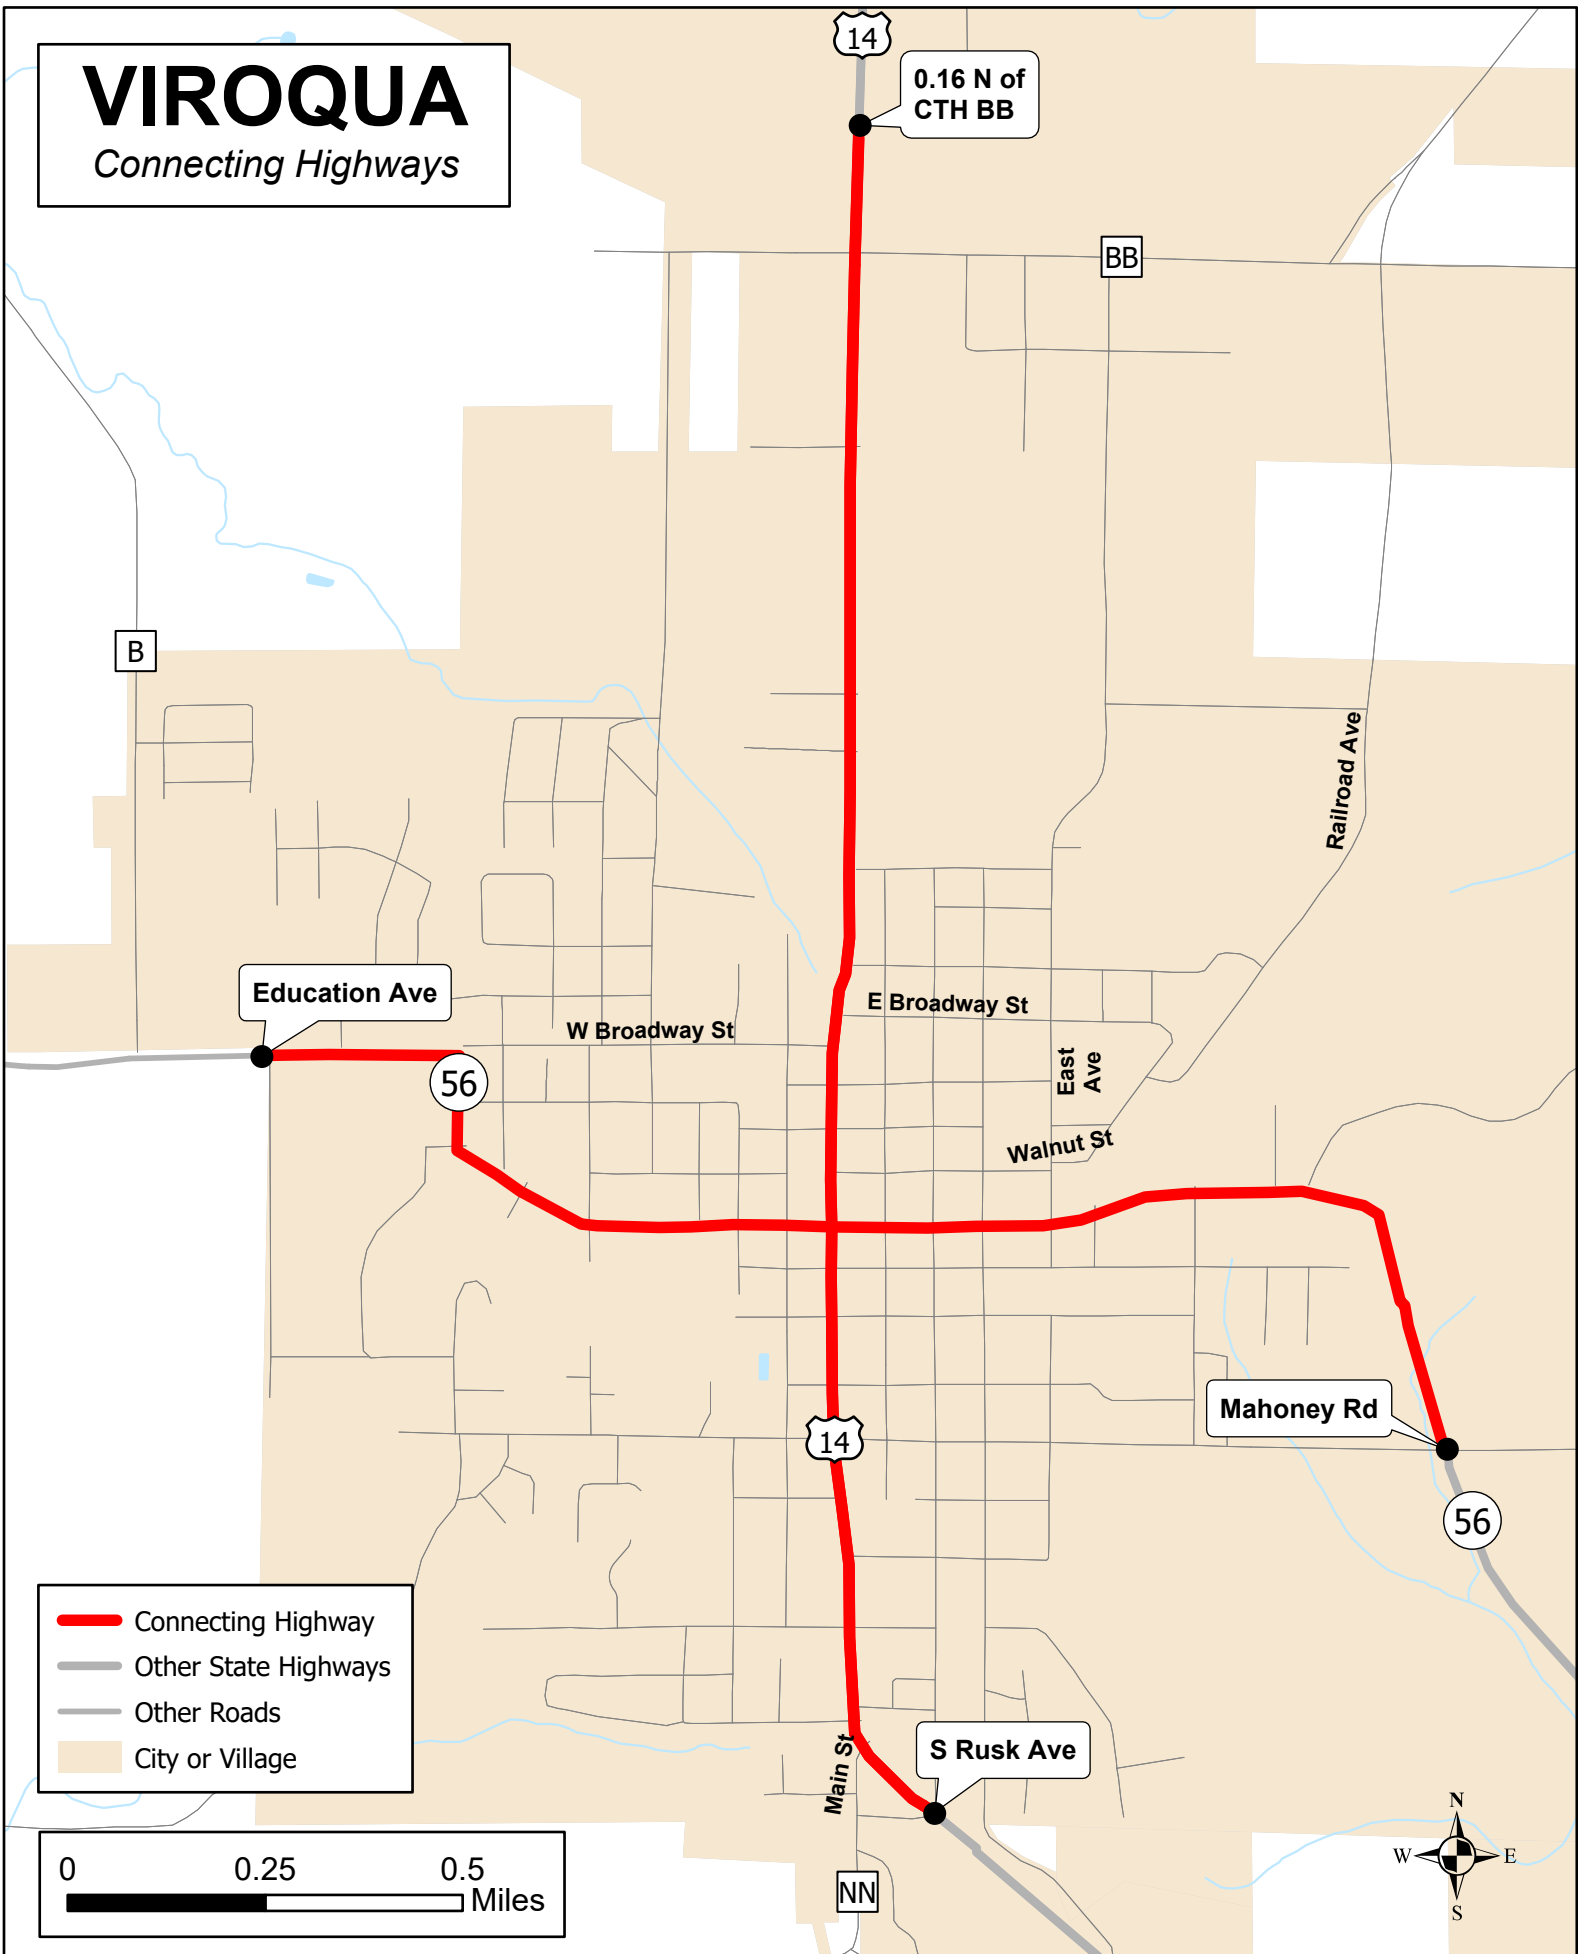 14
VIROQUA
Connecting Highways
0.16 N of
CTH BB
BB
B
Railroad Ave
Education Ave
E Broadway St
W Broadway St
56
East
Ave
Walnut St
Mahoney Rd
14
56
Connecting Highway
Other State Highways
Other Roads
City or Village
S Rusk Ave
Main St
N
W
E
S
0
0.25
0.5
Miles
NN